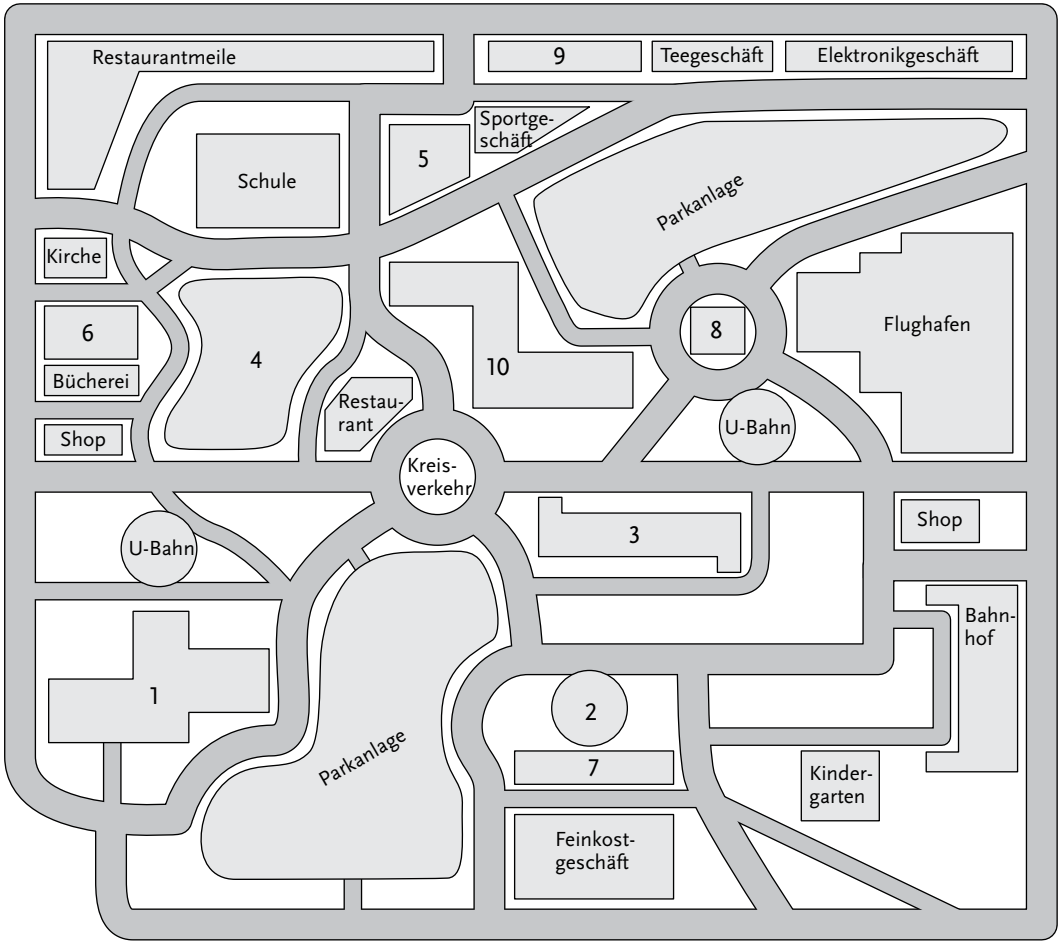 Restaurantmeile
9
Teegeschäft
Elektronikgeschäft
Sportge-
schäft
5
Schule
Parkanlage
Kirche
6
Bücherei
4
Flughafen
8
10
Restau-
rant
U-Bahn
Shop
Kreis-
verkehr
3
Shop
U-Bahn
1
Bahn-
hof
2
Parkanlage
7
Kinder-
garten
Feinkost-
geschäft